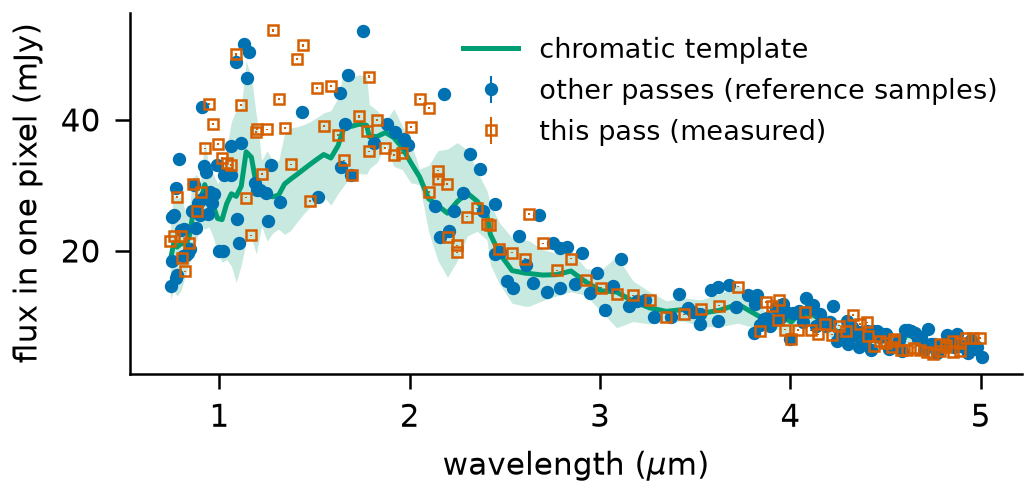 flux in one pixel (mJy)
40
20
chromatic template
other passes (reference samples)
this pass (measured)
1 2 3 4 5
wavelength (μm)